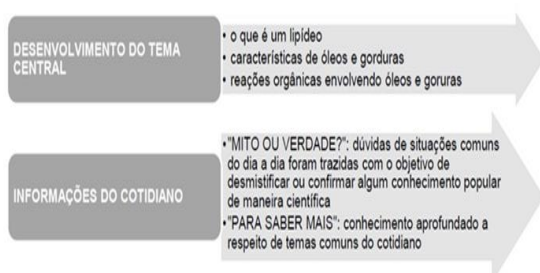 DESENVOLVIMENTO DO TEMA
CENTRAL
• o que é um lipídeo
• características de óleos e gorduras
• reações orgânicas envolvendo óleos e goruras
INFORMAÇÕES DO COTIDIANO
• "MITO OU VERDADE?": dúvidas de situações comuns
do dia a dia foram trazidas com o objetivo de
desmistificar ou confirmar algum conhecimento popular
de maneira científica
• "PARA SABER MAIS": conhecimento aprofundado a
respeito de temas comuns do cotidiano